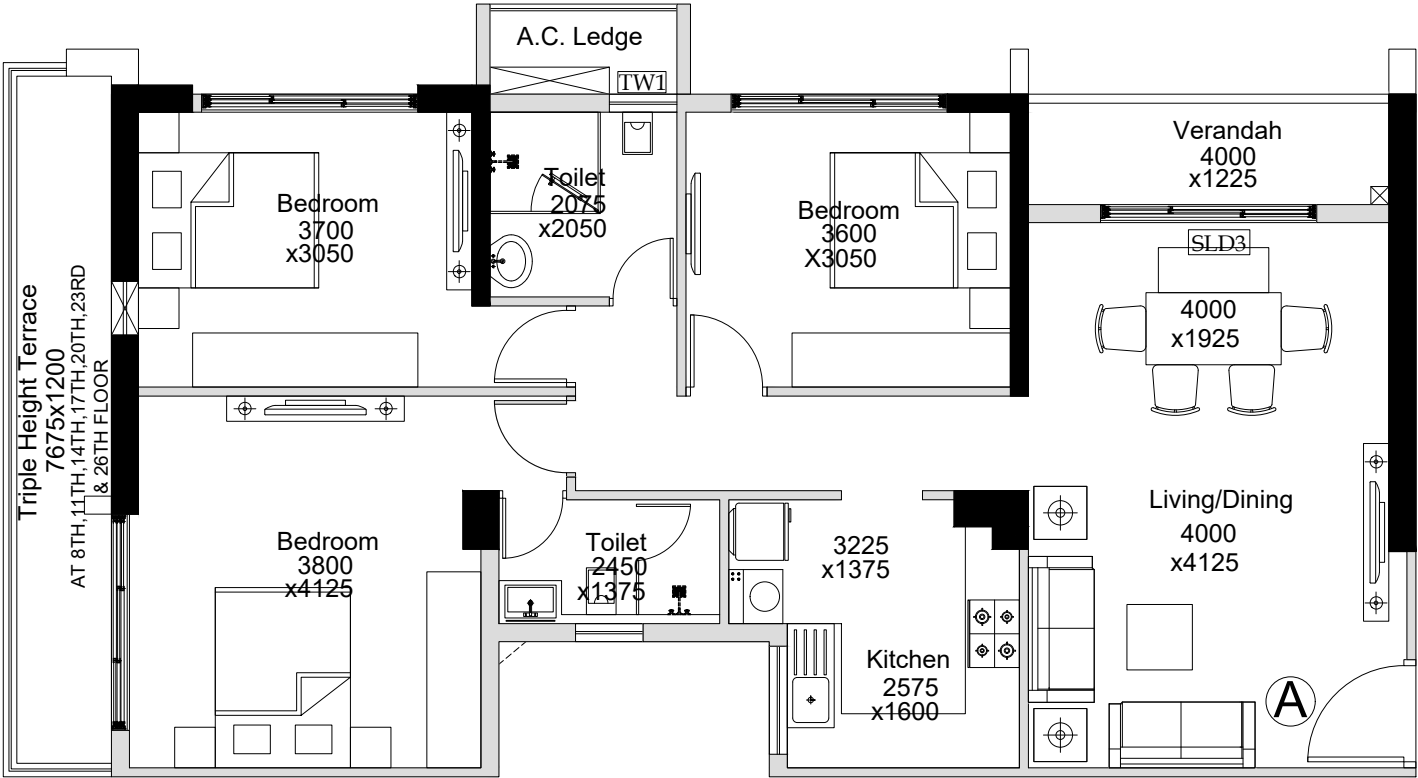 A.C. Ledge
TW1
Verandah
4000
x1225
Bedroom
3700
x3050
Toilet
2075
x2050
Bedroom
3600
X3050
SLD3
4000
x1925
Triple Height Terrace
7675x1200
AT 8TH,11TH,14TH,17TH,20TH,23RD
& 26TH FLOOR
Bedroom
3800
x4125
Toilet
2450
x1375
3225
x1375
Living/Dining
4000
x4125
Kitchen
2575
x1600
A